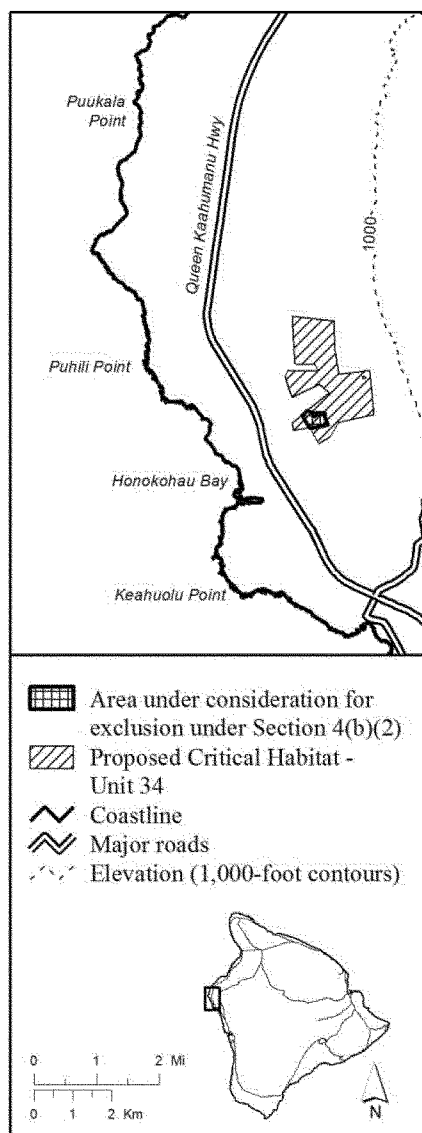 Puukala
Point
Queen Kaahumanu Hwy
1000
Puhili Point
Honokohau Bay
Keahuolu Point
Area under consideration for
exclusion under Section 4(b)(2)
Proposed Critical Habitat -
Unit 34
Coastline
Major roads
Elevation (1,000-foot contours)
0 1 2 Mi
0 1 2 Km
N